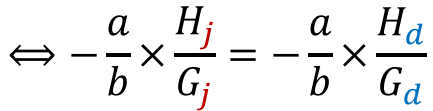 ⟺ −a/b × H_j/G_j = −a/b × H_d/G_d